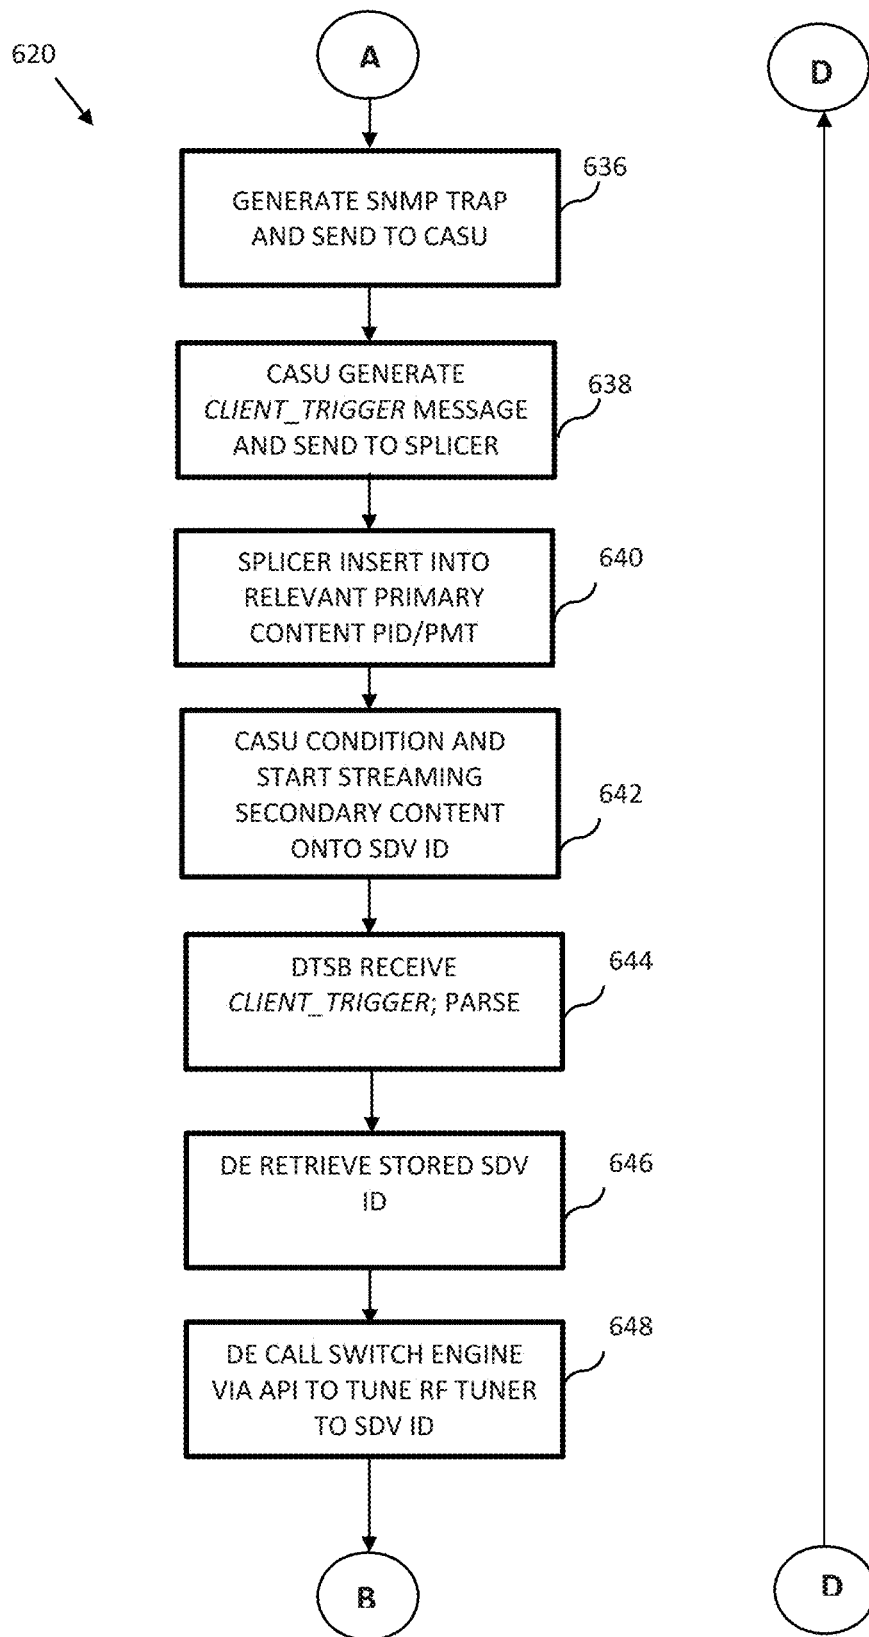 620
A
D
636
GENERATE SNMP TRAP
AND SEND TO CASU
638
CASU GENERATE
CLIENT_TRIGGER MESSAGE
AND SEND TO SPLICER
640
SPLICER INSERT INTO
RELEVANT PRIMARY
CONTENT PID/PMT
642
CASU CONDITION AND
START STREAMING
SECONDARY CONTENT
ONTO SDV ID
644
DTSB RECEIVE
CLIENT_TRIGGER; PARSE
646
DE RETRIEVE STORED SDV
ID
648
DE CALL SWITCH ENGINE
VIA API TO TUNE RF TUNER
TO SDV ID
B
D